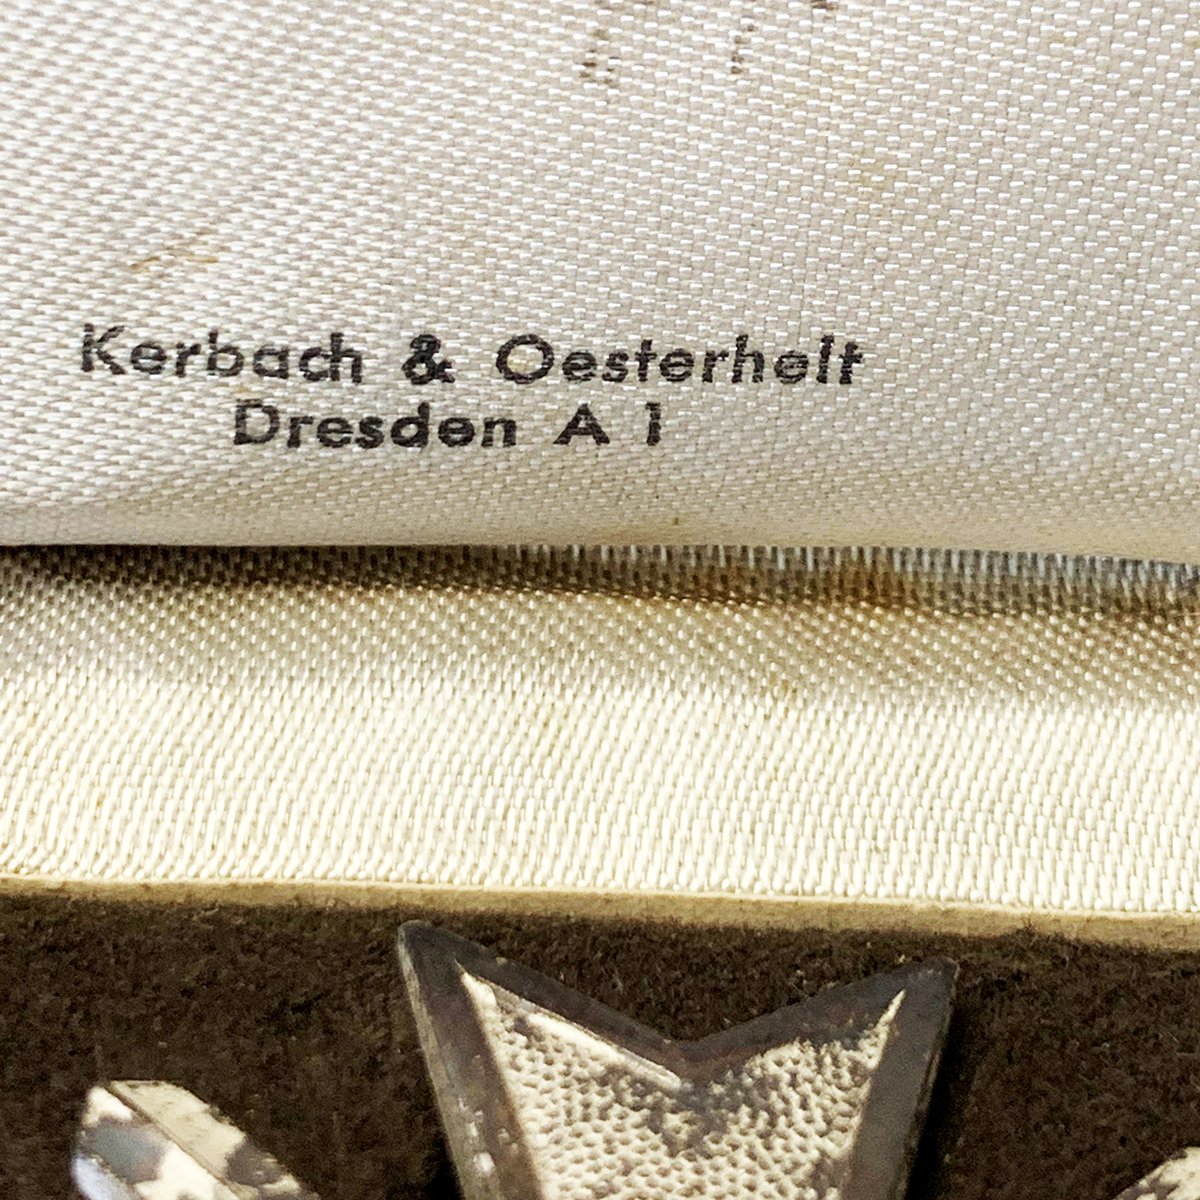 Kerbach & Oesterhelt
Dresden A 1